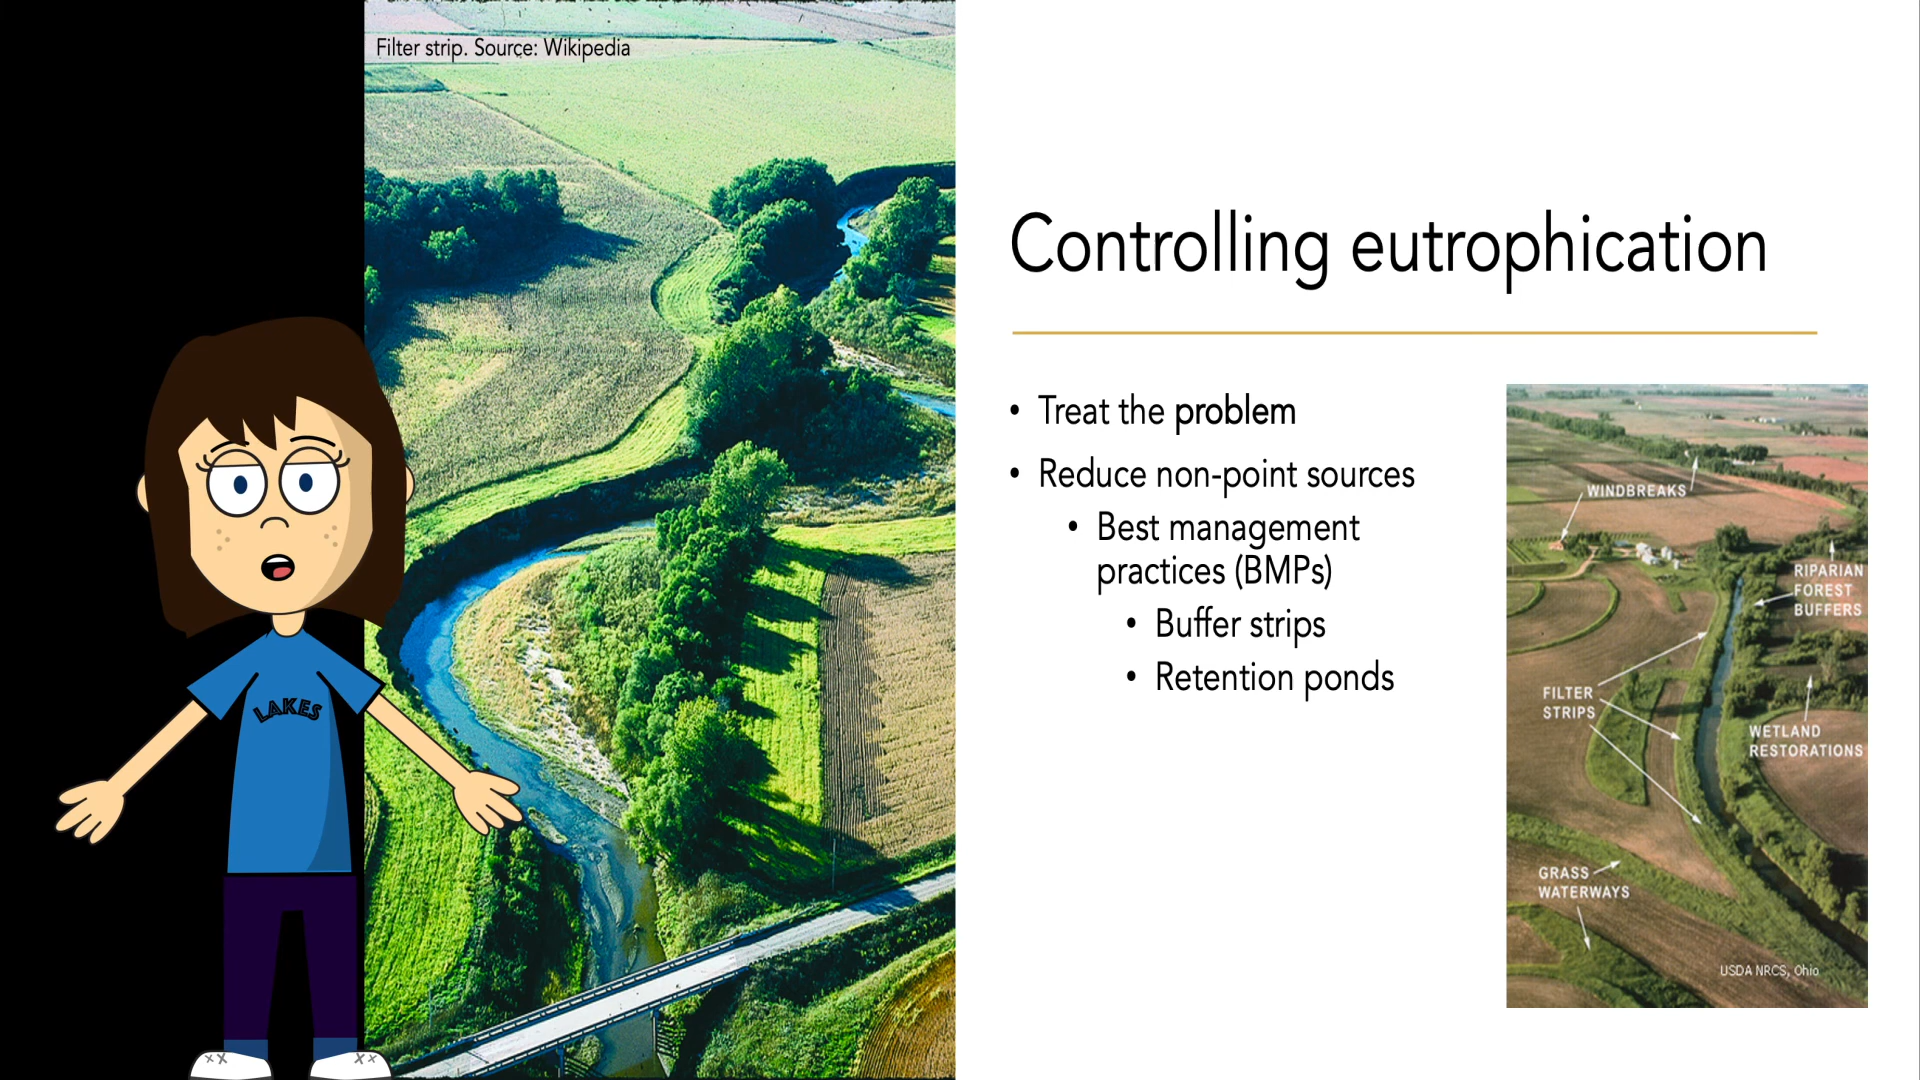 Filter strip. Source: Wikipedia
Controlling eutrophication
• Treat the problem
• Reduce non-point sources
• Best management
practices (BMPs)
• Buffer strips
• Retention ponds
LAKES
WINDBREAKS
RIPARIAN
FOREST
BUFFERS
FILTER
STRIPS
WETLAND
RESTORATIONS
GRASS
WATERWAYS
USDA NRCS, Ohio